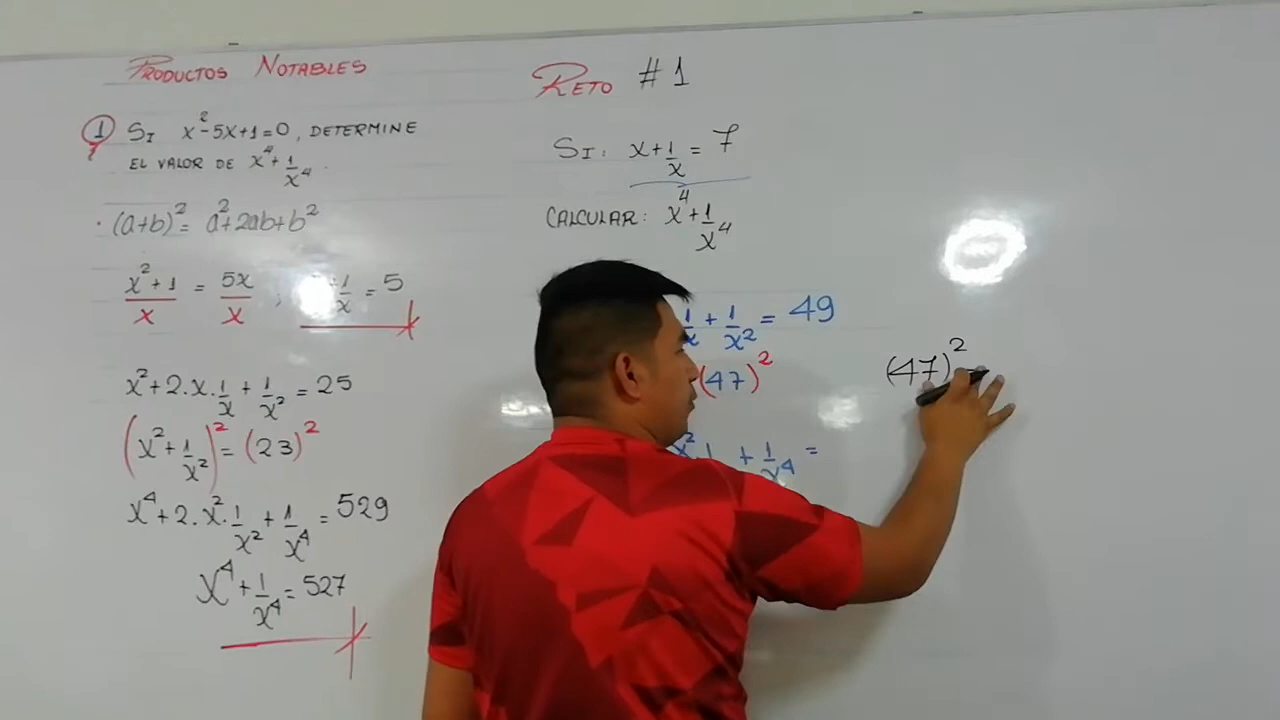 PRODUCTOS NOTABLES
1 SI x²-5x+1=0, DETERMINE
EL VALOR DE x⁴+1/x⁴.
· (a+b)²= a²+2ab+b²
x²+1/x = 5x/x ; +1/x = 5
x²+2.x.1/x+1/x²=25
(x²+1/x²)²=(23)²
x⁴+2.x².1/x²+1/x⁴=529
x⁴+1/x⁴=527
RETO #1
SI: x+1/x=7
CALCULAR: x⁴+1/x⁴
1/x+1/x²=49
(47)²
x².1 +1/x⁴=
(47)²=